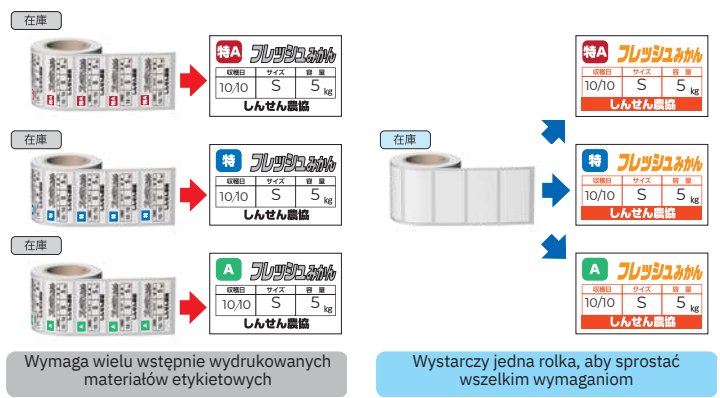 在庫
特A フレッシュみかん
収穫日 サイズ 容量
10/10 S 5 kg
しんせん農協
在庫
特 フレッシュみかん
収穫日 サイズ 容量
10/10 S 5 kg
しんせん農協
在庫
A フレッシュみかん
収穫日 サイズ 容量
10/10 S 5 kg
しんせん農協
Wymaga wielu wstępnie wydrukowanych
materiałów etykietowych
在庫
特A フレッシュみかん
収穫日 サイズ 容量
10/10 S 5 kg
しんせん農協
特 フレッシュみかん
収穫日 サイズ 容量
10/10 S 5 kg
しんせん農協
A フレッシュみかん
収穫日 サイズ 容量
10/10 S 5 kg
しんせん農協
Wystarczy jedna rolka, aby sprostać
wszelkim wymaganiom